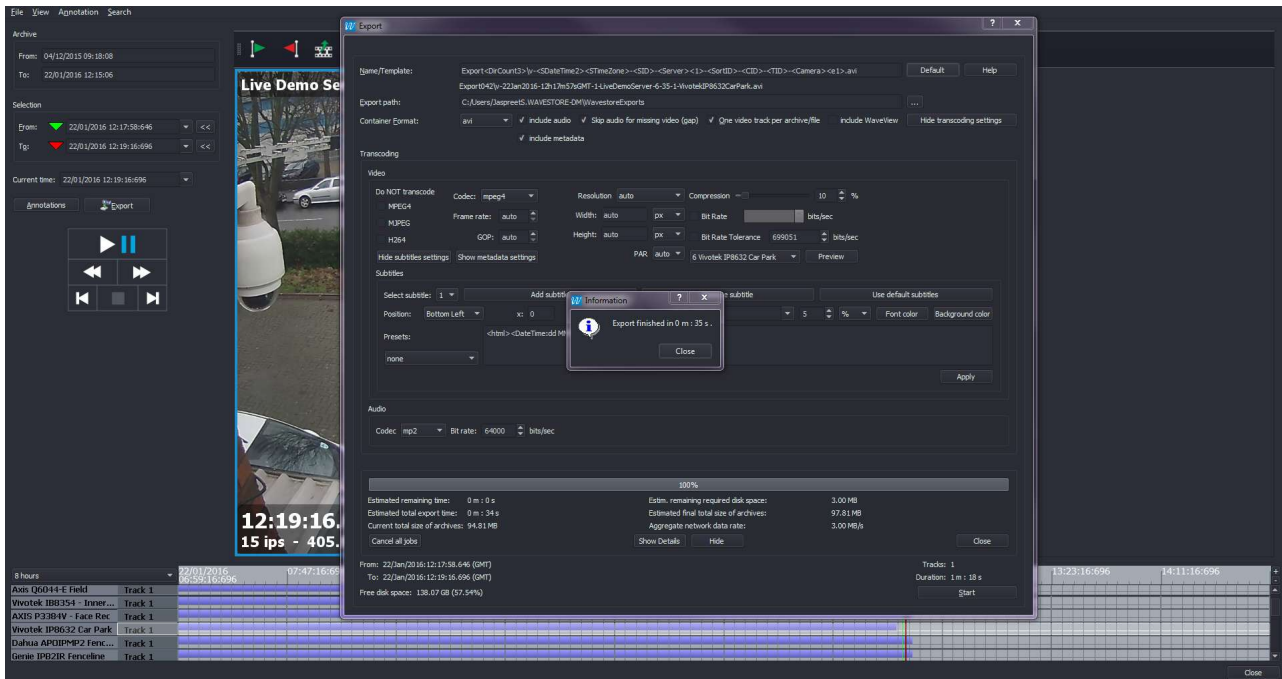 File View Annotation Search
Archive
From: 04/12/2015 09:18:08
To: 22/01/2016 12:15:06
Selection
From: 22/01/2016 12:17:58:646 <<
To: 22/01/2016 12:19:16:696 <<
Current time: 22/01/2016 12:19:16:696
Annotations Export
Live Demo Se
12:19:16.
15 ips - 405.
Export ? X
Name/Template: Export<DirCount3>\v-<SDateTime2><STimeZone>-<SID>-<Server><1>-<SortID>-<CID>-<TID>-<Camera><e1>.avi Default Help
Export042\v-22Jan2016-12h17m57sGMT-1-LiveDemoServer-6-35-1-VivotekIP8632CarPark.avi
Export path: C:/Users/JaspreetS.WAVESTORE-DM/WavestoreExports ...
Container Format: avi include audio Skip audio for missing video (gap) One video track per archive/file include WaveView Hide transcoding settings
include metadata
Transcoding
Video
Do NOT transcode Codec: mpeg4 Resolution auto Compression 10 %
MPEG4
Frame rate: auto Width: auto px Bit Rate bits/sec
MJPEG
H264 GOP: auto Height: auto px Bit Rate Tolerance 699051 bits/sec
Hide subtitles settings Show metadata settings PAR auto 6 Vivotek IP8632 Car Park Preview
Subtitles
Select subtitle: 1 Add subtitl e subtitle Use default subtitles
Position: Bottom Left x: 0 5 % Font color Background color
Presets: <html><DateTime:dd MM
none
Apply
Information ? X
Export finished in 0 m : 35 s .
Close
Audio
Codec mp2 Bit rate: 64000 bits/sec
100%
Estimated remaining time: 0 m : 0 s Estim. remaining required disk space: 3.00 MB
Estimated total export time: 0 m : 34 s Estimated final total size of archives: 97.81 MB
Current total size of archives: 94.81 MB Aggregate network data rate: 3.00 MB/s
Cancel all jobs Show Details Hide Close
From: 22/Jan/2016:12:17:58.646 (GMT) Tracks: 1
To: 22/Jan/2016:12:19:16.696 (GMT) Duration: 1 m : 18 s
Free disk space: 138.07 GB (57.54%) Start
8 hours 22/01/2016 07:47:16:69 13:23:16:696 14:11:16:696
06:59:16:696
Axis Q6044-E Field Track 1
Vivotek IB8354 - Inner... Track 1
AXIS P3384V - Face Rec Track 1
Vivotek IP8632 Car Park Track 1
Dahua APOIPMP2 Fenc... Track 1
Genie IPB2IR Fenceline Track 1
Close